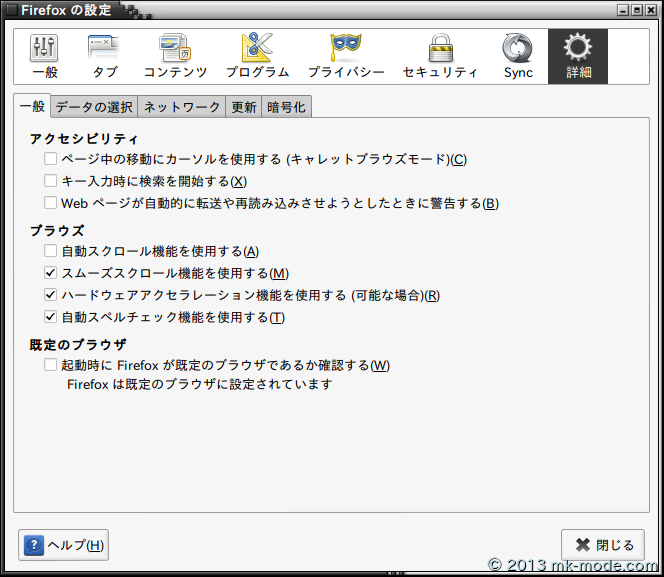 Firefox の設定
一般 タブ コンテンツ プログラム プライバシー セキュリティ Sync 詳細
一般 データの選択 ネットワーク 更新 暗号化
アクセシビリティ
ページ中の移動にカーソルを使用する (キャレットブラウズモード)(C)
キー入力時に検索を開始する(X)
Web ページが自動的に転送や再読み込みさせようとしたときに警告する(B)
ブラウズ
自動スクロール機能を使用する(A)
スムーズスクロール機能を使用する(M)
ハードウェアアクセラレーション機能を使用する (可能な場合)(R)
自動スペルチェック機能を使用する(T)
既定のブラウザ
起動時に Firefox が既定のブラウザであるか確認する(W)
Firefox は既定のブラウザに設定されています
ヘルプ(H) 閉じる
© 2013 mk-mode.com